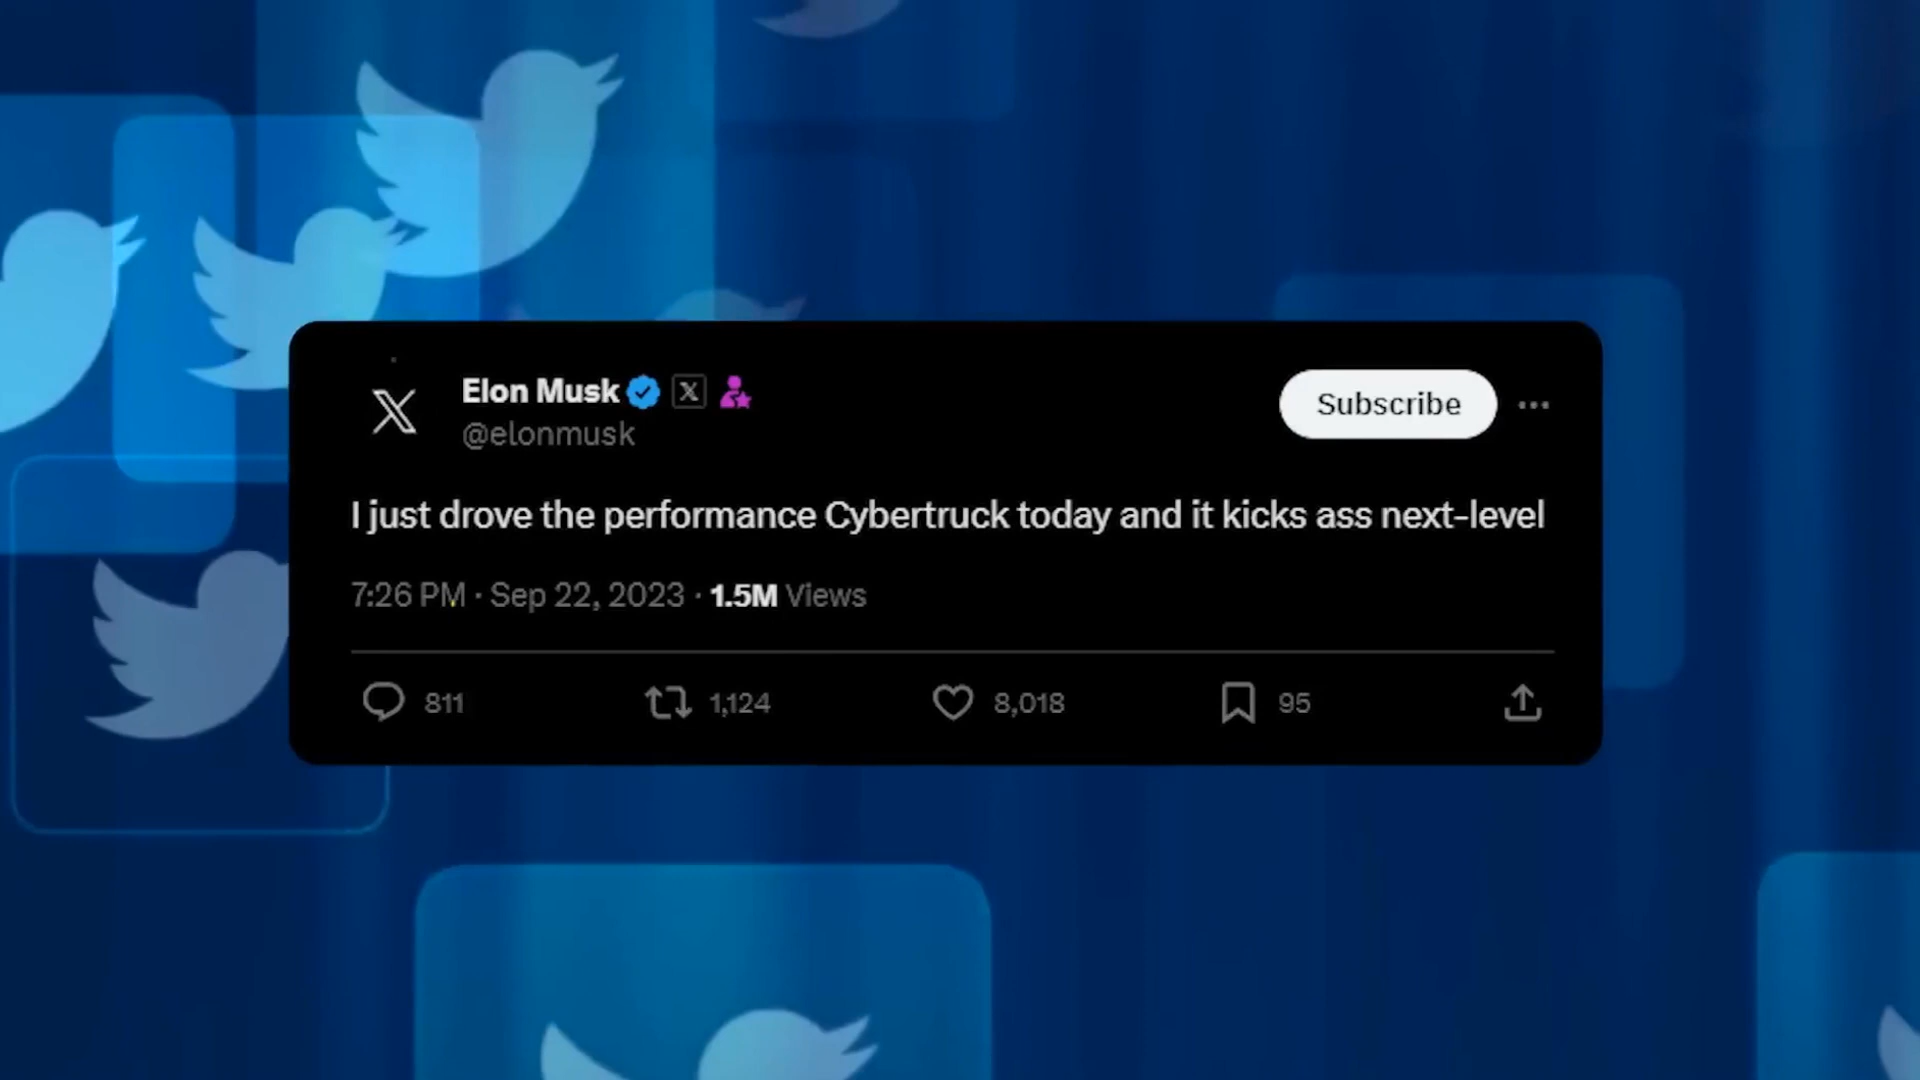 Elon Musk
@elonmusk
Subscribe
I just drove the performance Cybertruck today and it kicks ass next-level
7:26 PM · Sep 22, 2023 · 1.5M Views
811 1,124 8,018 95